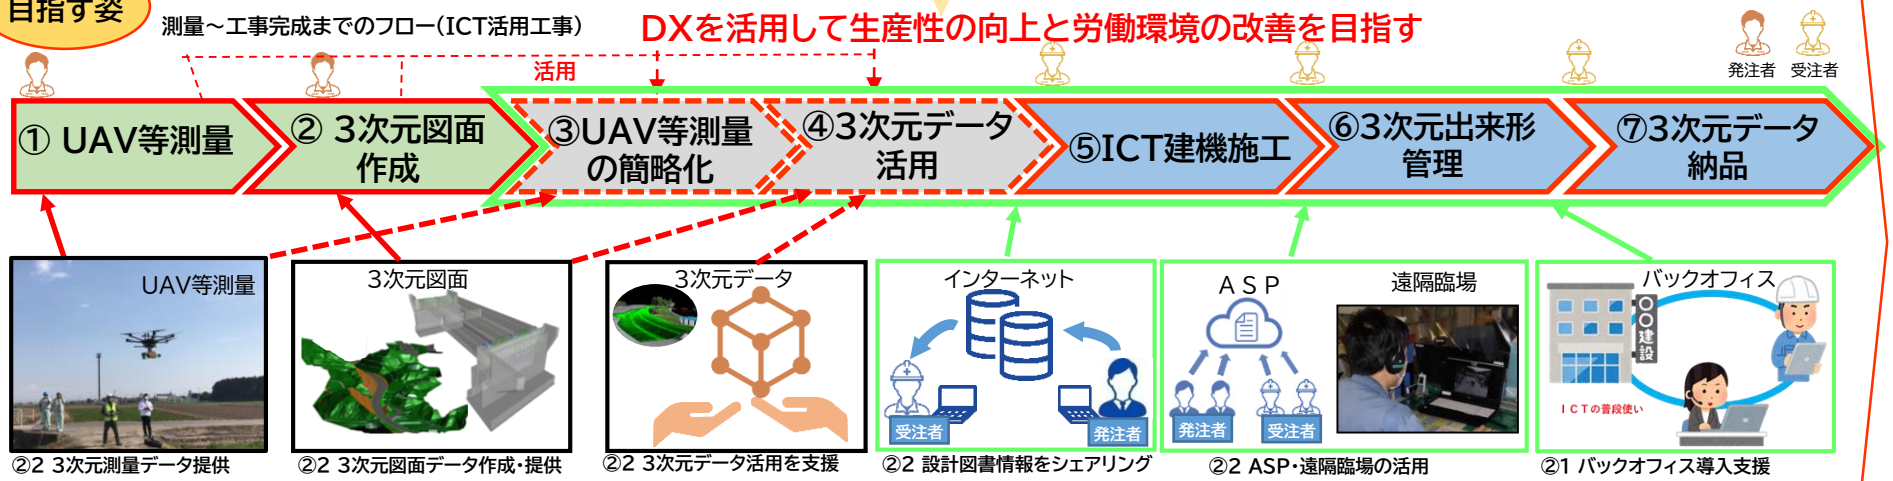 目指す姿
測量～工事完成までのフロー(ICT活用工事)
DXを活用して生産性の向上と労働環境の改善を目指す
活用
発注者 受注者
① UAV等測量
② 3次元図面
作成
③UAV等測量
の簡略化
④3次元データ
活用
⑤ICT建機施工
⑥3次元出来形
管理
⑦3次元データ
納品
UAV等測量
②2 3次元測量データ提供
3次元図面
②2 3次元図面データ作成・提供
3次元データ
②2 3次元データ活用を支援
インターネット
受注者
発注者
②2 設計図書情報をシェアリング
ASP
遠隔臨場
発注者
受注者
②2 ASP・遠隔臨場の活用
バックオフィス
〇〇建設
ICTの普段使い
②1 バックオフィス導入支援